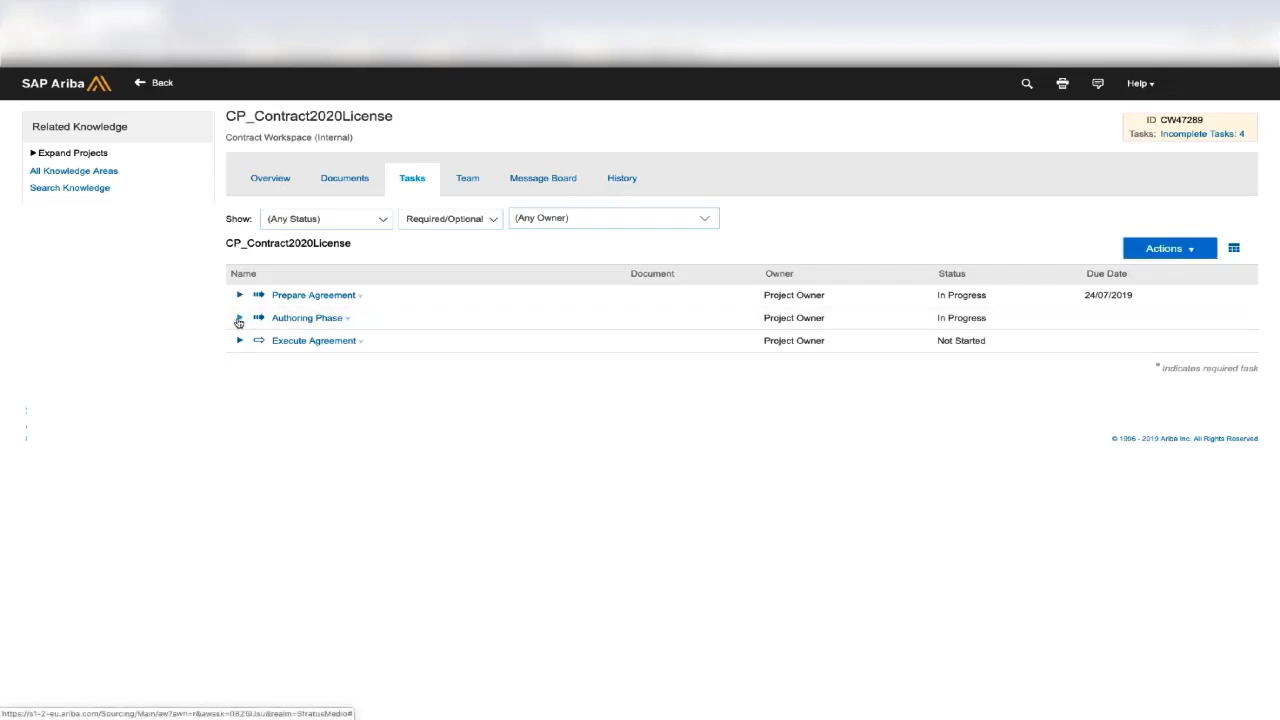 SAP Ariba
Back
Help
CP_Contract2020License
Contract Workspace (Internal)
ID CW47289
Tasks: Incomplete Tasks: 4
Related Knowledge
Expand Projects
All Knowledge Areas
Search Knowledge
Overview Documents Tasks Team Message Board History
Show: (Any Status) Required/Optional (Any Owner)
CP_Contract2020License
Actions
Name Document Owner Status Due Date
Prepare Agreement Project Owner In Progress 24/07/2019
Authoring Phase Project Owner In Progress
Execute Agreement Project Owner Not Started
* indicates required task
© 1996 - 2019 Ariba Inc. All Rights Reserved